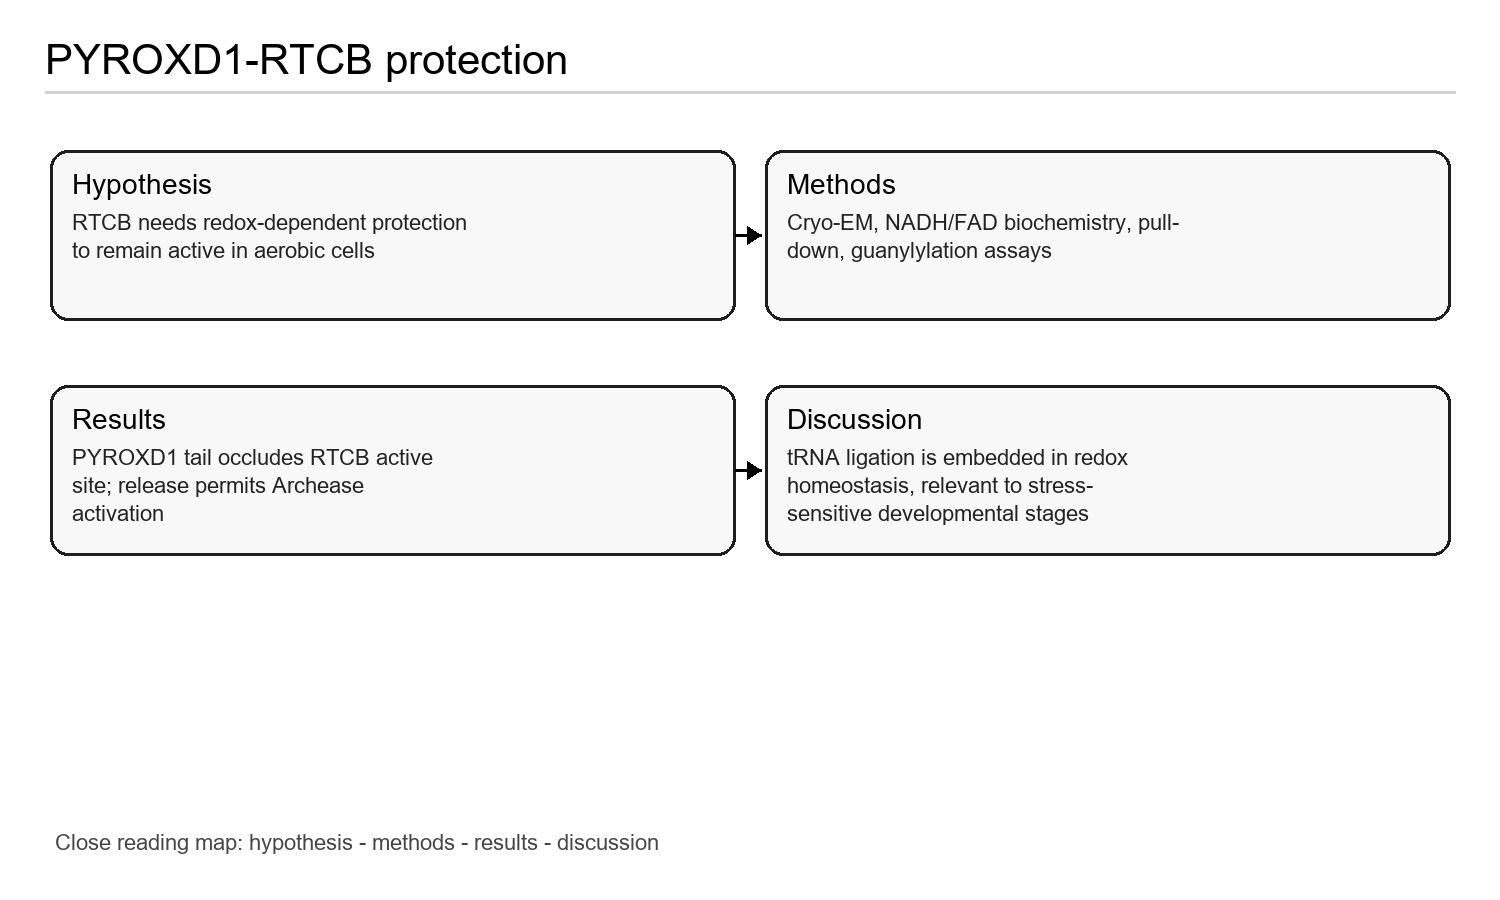 PYROXD1-RTCB protection
Hypothesis
RTCB needs redox-dependent protection
to remain active in aerobic cells
Methods
Cryo-EM, NADH/FAD biochemistry, pull-
down, guanylylation assays
Results
PYROXD1 tail occludes RTCB active
site; release permits Archease
activation
Discussion
tRNA ligation is embedded in redox
homeostasis, relevant to stress-
sensitive developmental stages
Close reading map: hypothesis - methods - results - discussion